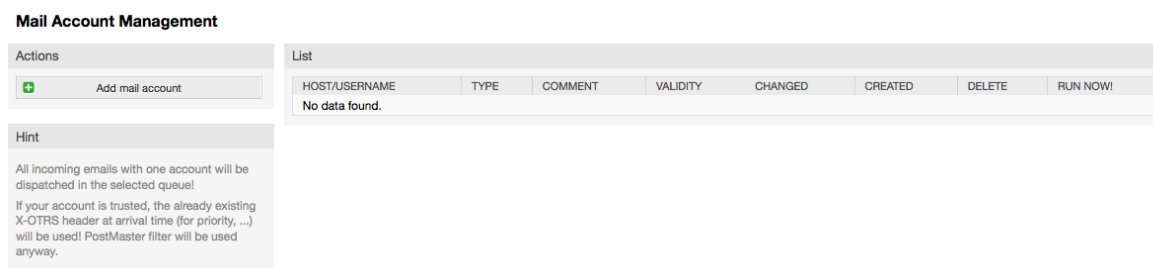 Mail Account Management
Actions
Add mail account
Hint
All incoming emails with one account will be
dispatched in the selected queue!
If your account is trusted, the already existing
X-OTRS header at arrival time (for priority, ...)
will be used! PostMaster filter will be used
anyway.
List
HOST/USERNAME TYPE COMMENT VALIDITY CHANGED CREATED DELETE RUN NOW!
No data found.